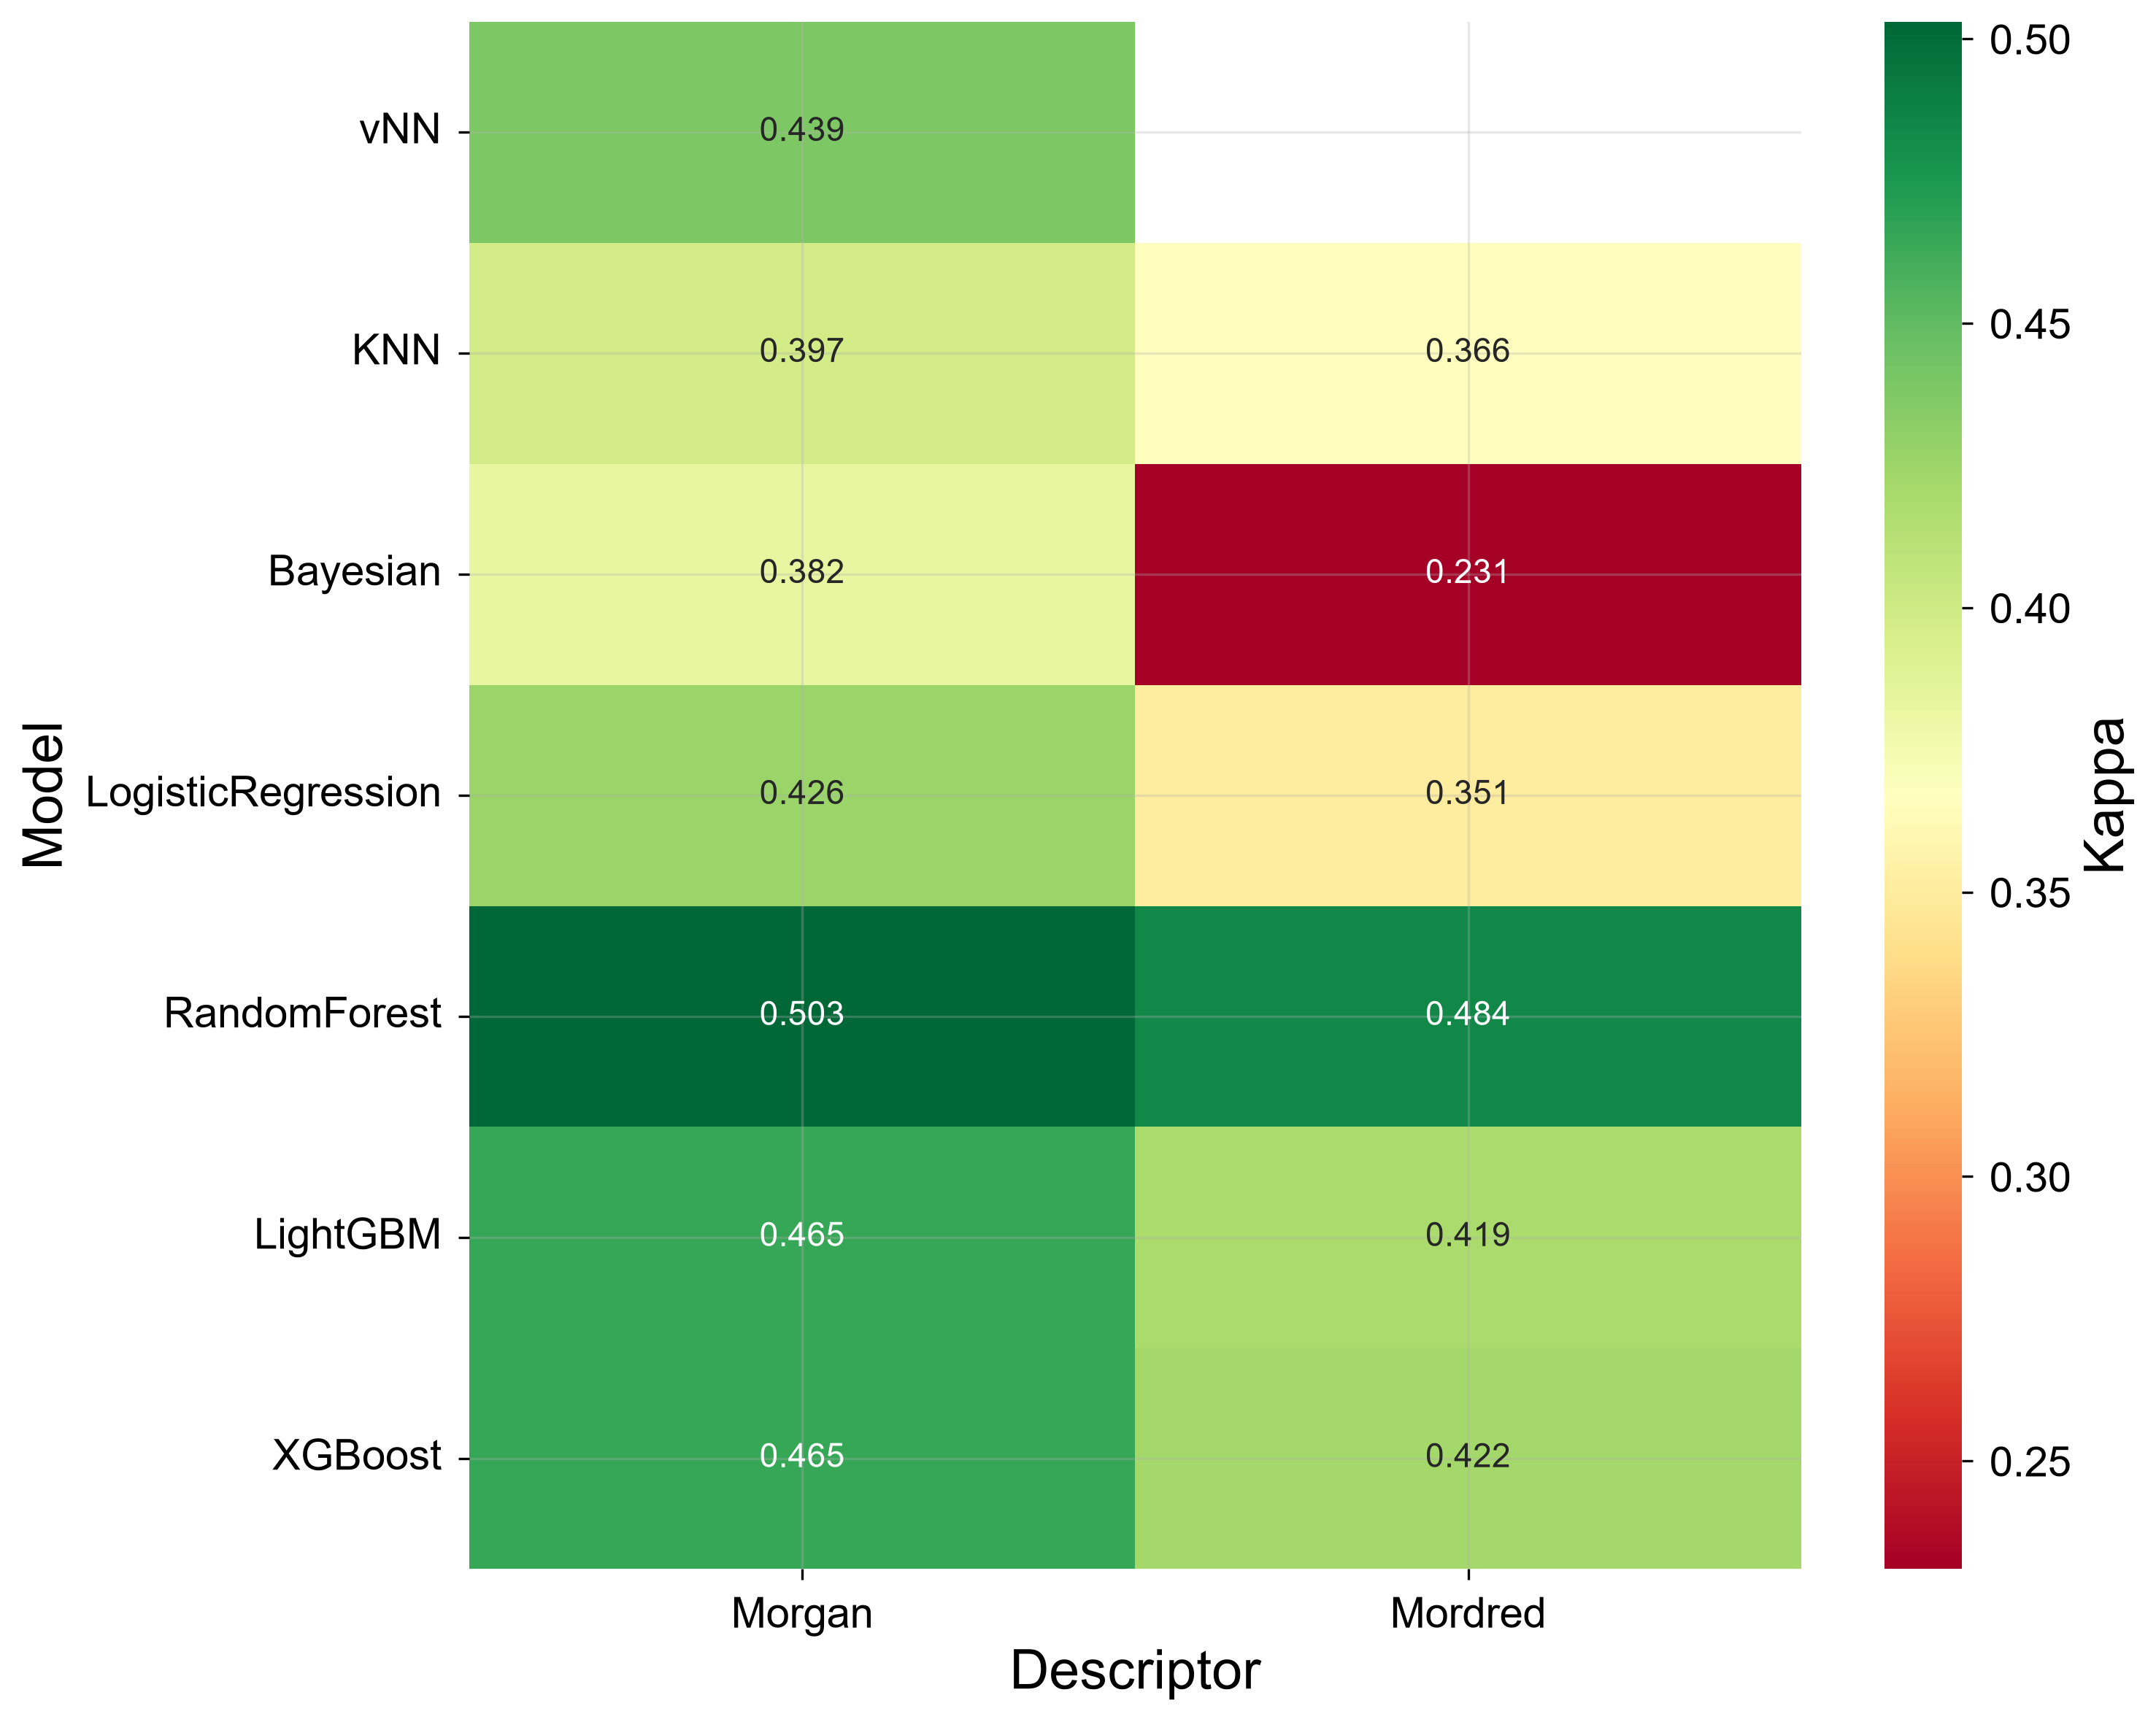 Model
vNN
KNN
Bayesian
LogisticRegression
RandomForest
LightGBM
XGBoost
0.439
0.397
0.366
0.382
0.231
0.426
0.351
0.503
0.484
0.465
0.419
0.465
0.422
Morgan
Mordred
Descriptor
0.50
0.45
0.40
0.35
0.30
0.25
Kappa